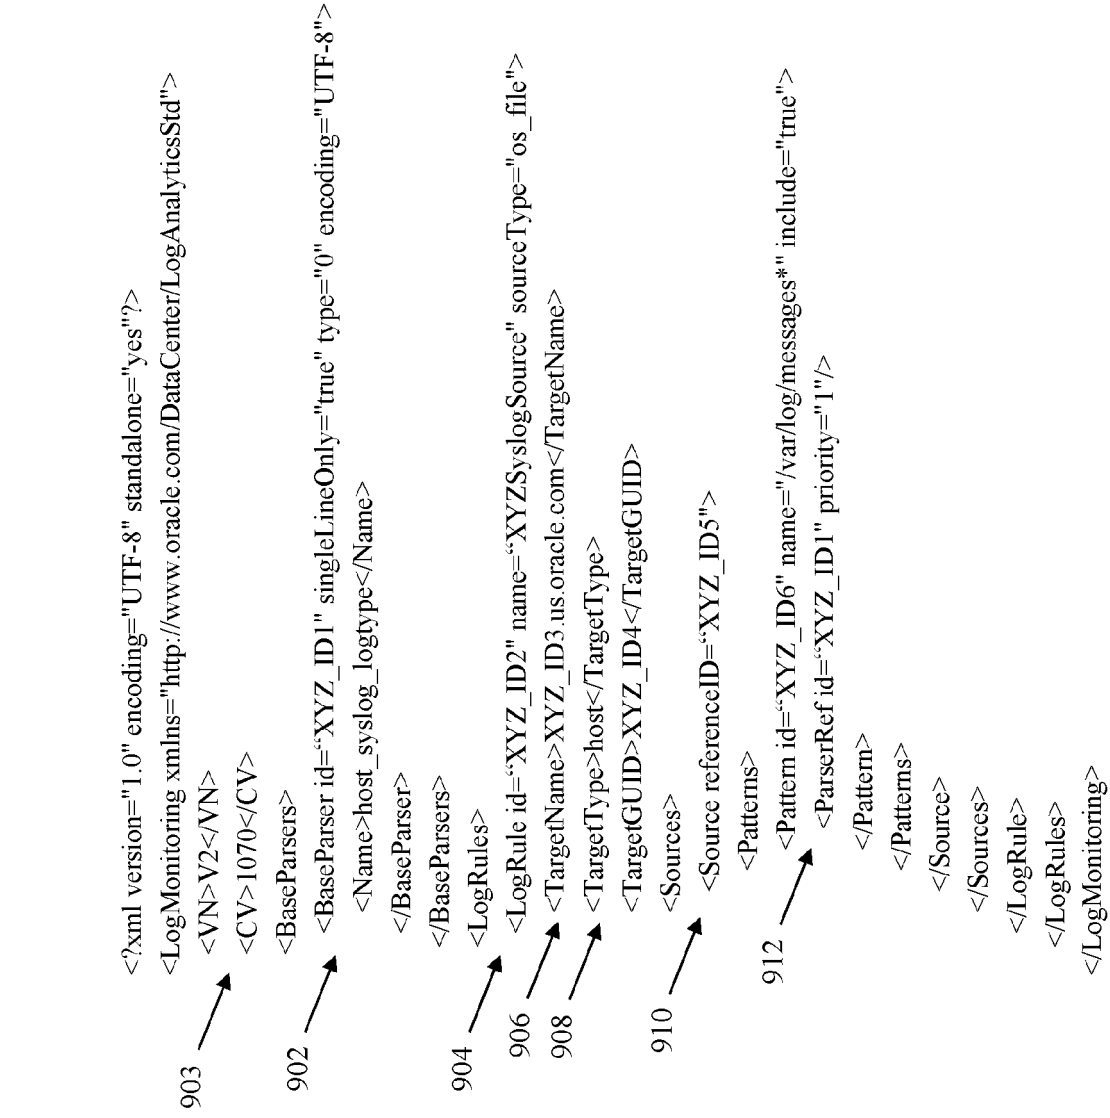 <?xml version="1.0" encoding="UTF-8" standalone="yes"?>
<LogMonitoring xmlns="http://www.oracle.com/DataCenter/LogAnalyticsStd">
<VN>V2</VN>
903
<CV>1070</CV>
<BaseParsers>
902
<BaseParser id=“XYZ_ID1" singleLineOnly="true" type="0" encoding="UTF-8">
<Name>host_syslog_logtype</Name>
</BaseParser>
</BaseParsers>
<LogRules>
904
<LogRule id=“XYZ_ID2" name=“XYZSyslogSource" sourceType="os_file">
906
<TargetName>XYZ_ID3.us.oracle.com</TargetName>
908
<TargetType>host</TargetType>
<TargetGUID>XYZ_ID4</TargetGUID>
<Sources>
910
<Source referenceID=“XYZ_ID5">
<Patterns>
<Pattern id=“XYZ_ID6" name="/var/log/messages*" include="true">
912
<ParserRef id=“XYZ_ID1" priority="1"/>
</Pattern>
</Patterns>
</Source>
</Sources>
</LogRule>
</LogRules>
</LogMonitoring>